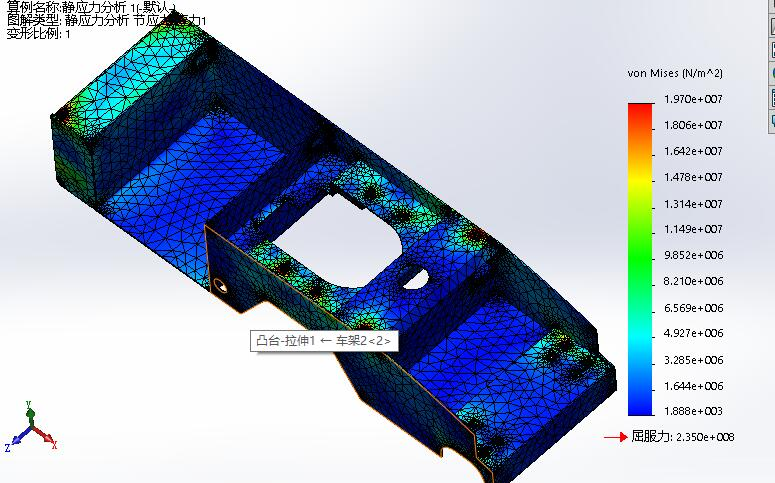 算例名称:静应力分析 1(-默认-)
图解类型: 静应力分析 节应力 应力1
变形比例: 1
von Mises (N/m^2)
1.970e+007
1.806e+007
1.642e+007
1.478e+007
1.314e+007
1.149e+007
9.852e+006
8.210e+006
6.569e+006
4.927e+006
3.285e+006
1.644e+006
1.888e+003
屈服力: 2.350e+008
凸台-拉伸1 ← 车架2<2>
Y
Z
X